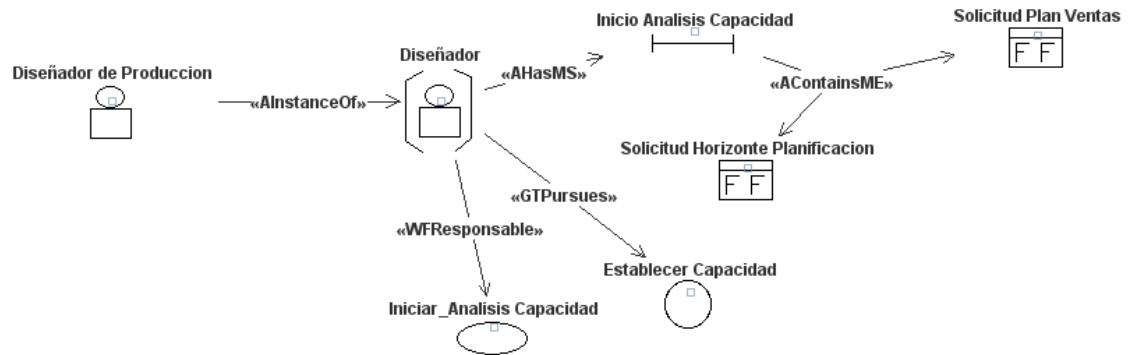 Inicio Analisis Capacidad
Solicitud Plan Ventas
F F
Diseñador
Diseñador de Produccion
«AHasMS»
«AContainsME»
«AInstanceOf»
Solicitud Horizonte Planificacion
F F
«GTPursues»
«WFResponsable»
Establecer Capacidad
Iniciar_Analisis Capacidad